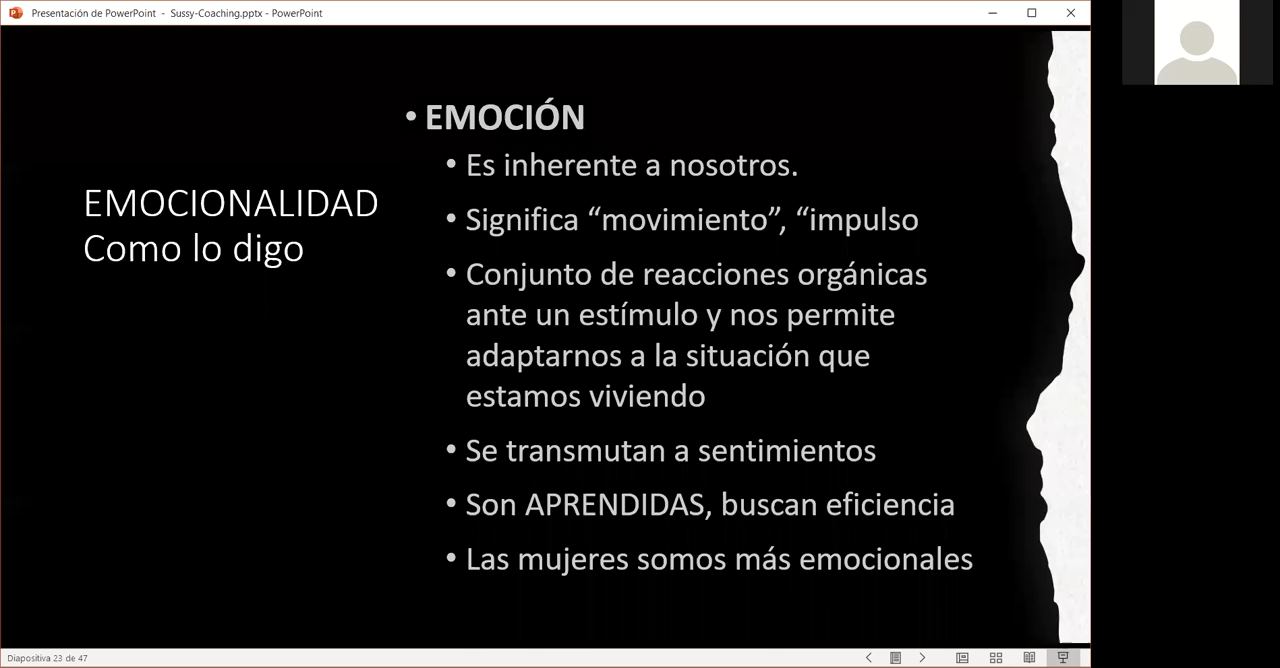 Presentación de PowerPoint - Sussy-Coaching.pptx - PowerPoint
EMOCIONALIDAD
Como lo digo
• EMOCIÓN
• Es inherente a nosotros.
• Significa “movimiento”, “impulso
• Conjunto de reacciones orgánicas
ante un estímulo y nos permite
adaptarnos a la situación que
estamos viviendo
• Se transmutan a sentimientos
• Son APRENDIDAS, buscan eficiencia
• Las mujeres somos más emocionales
Diapositiva 23 de 47